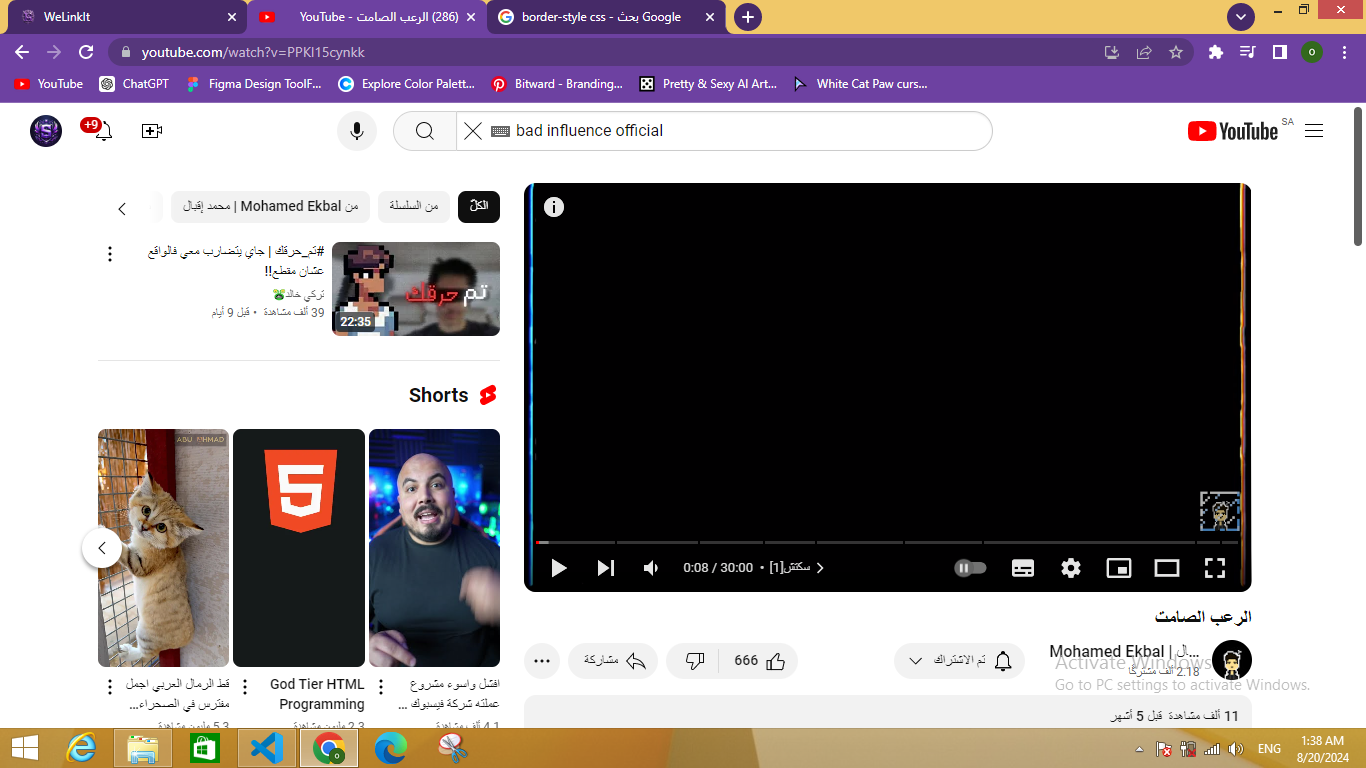 WeLinkIt
(286) الرعب الصامت - YouTube
border-style css - بحث Google
youtube.com/watch?v=PPKl15cynkk
YouTube
ChatGPT
Figma Design ToolF...
Explore Color Palett...
Bitward - Branding...
Pretty & Sexy AI Art...
White Cat Paw curs...
+9
bad influence official
YouTube
SA
الكلّ
من السلسلة
من Mohamed Ekbal | محمد إقبال
#تم_حرقك | جاي يتضارب معي فالواقع
عشان مقطع!!
تركي خالد
39 ألف مشاهدة • قبل 9 أيام
تم حرقك
22:35
Shorts
ABU AHMAD
5
افشل واسوء مشروع
عملته شركة فيسبوك ...
4.1 ألف مشاهدة
God Tier HTML
Programming
2.3 مليون مشاهدة
قط الرمال العربي اجمل
مفترس في الصحراء...
5.3 مليون مشاهدة
0:08 / 30:00 • سكتش[1]
الرعب الصامت
Mohamed Ekbal | ...ال
2.18 ألف مشتركًا
تم الاشتراك
666
مشاركة
11 ألف مشاهدة قبل 5 أشهر
Activate Windows
Go to PC settings to activate Windows.
ENG
1:38 AM
8/20/2024